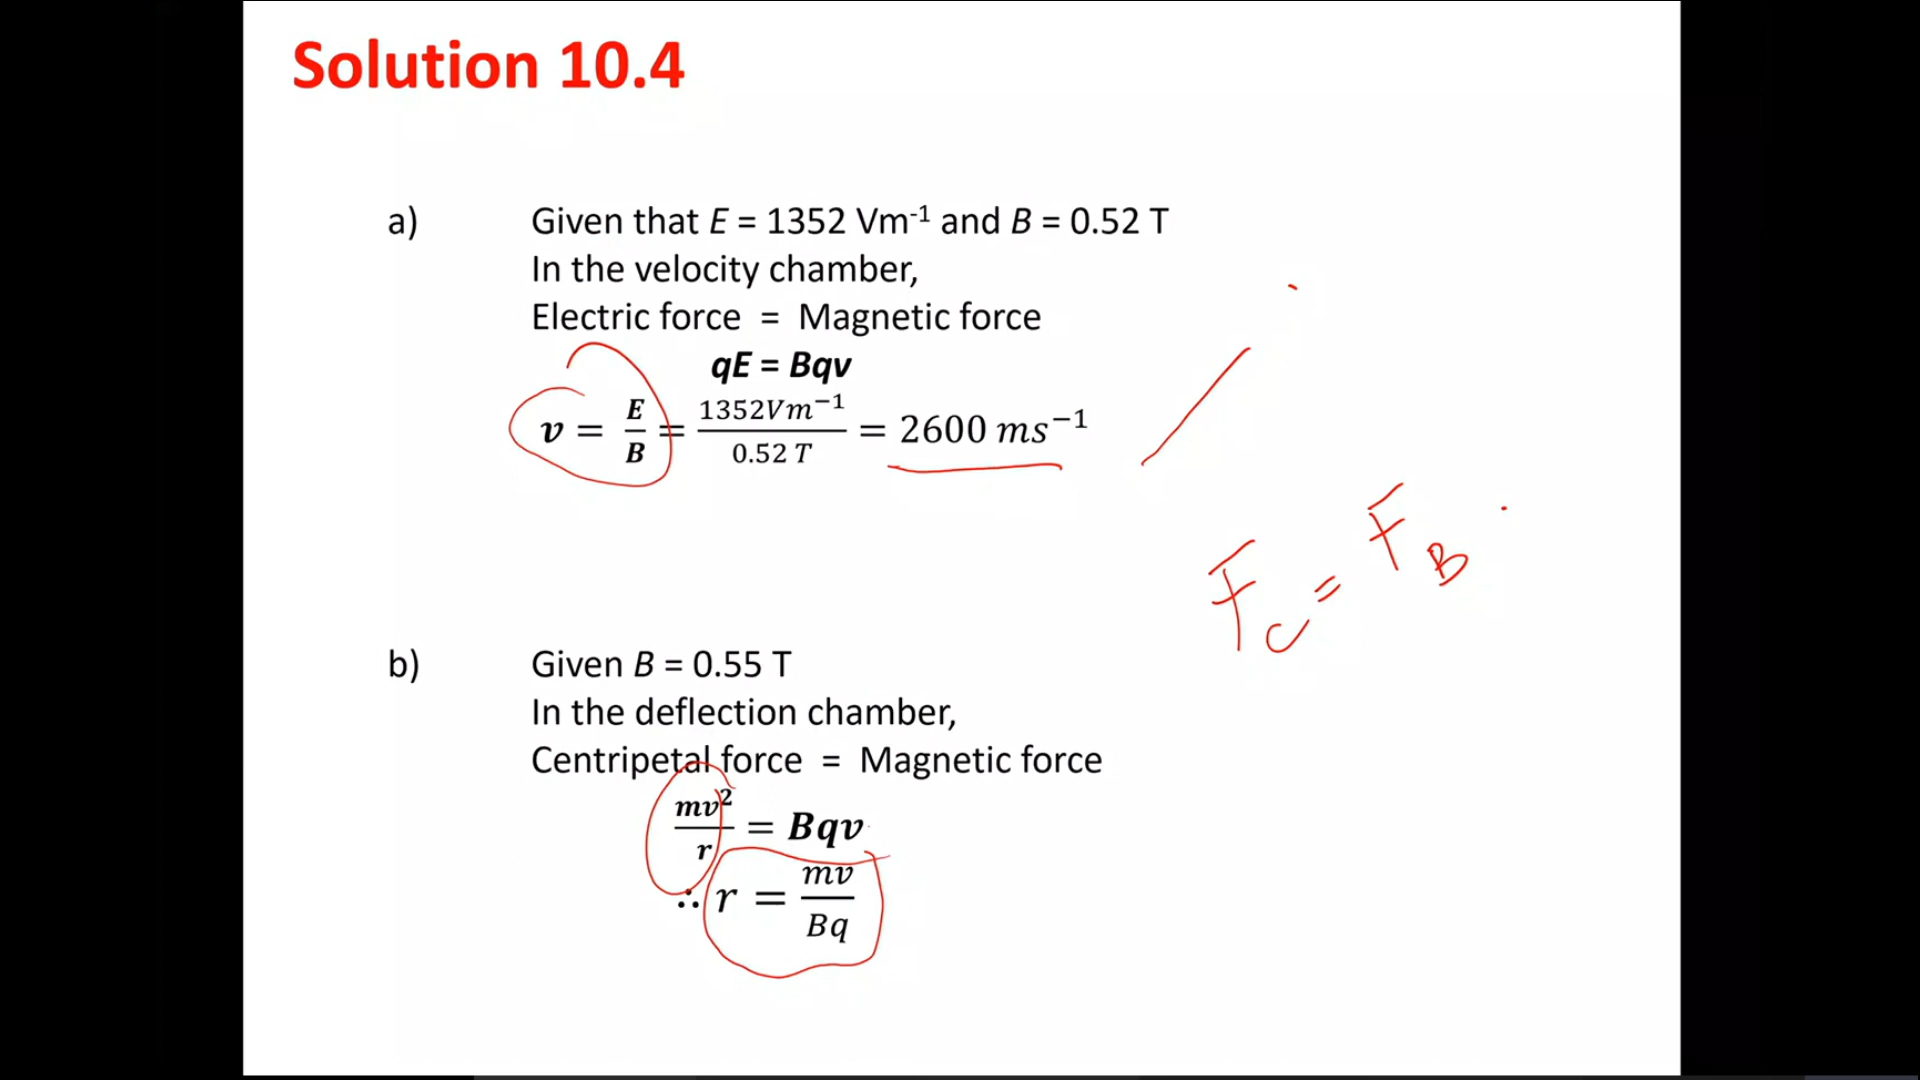 Solution 10.4
a) Given that E = 1352 Vm⁻¹ and B = 0.52 T
In the velocity chamber,
Electric force = Magnetic force
qE = Bqv
v = E/B = 1352Vm⁻¹/0.52 T = 2600 ms⁻¹
F_C = F_B
b) Given B = 0.55 T
In the deflection chamber,
Centripetal force = Magnetic force
mv²/r = Bqv
∴ r = mv/Bq